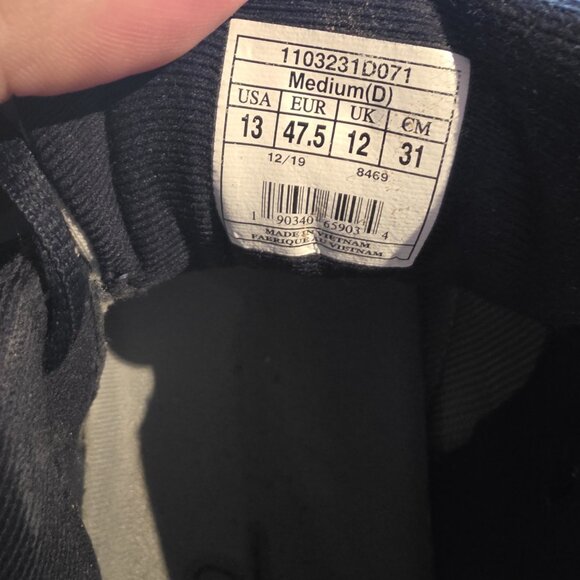 1103231D071
Medium(D)
USA EUR UK CM
13 47.5 12 31
12/19 8469
1 90340 65903 4
MADE IN VIETNAM
FABRIQUE AU VIETNAM